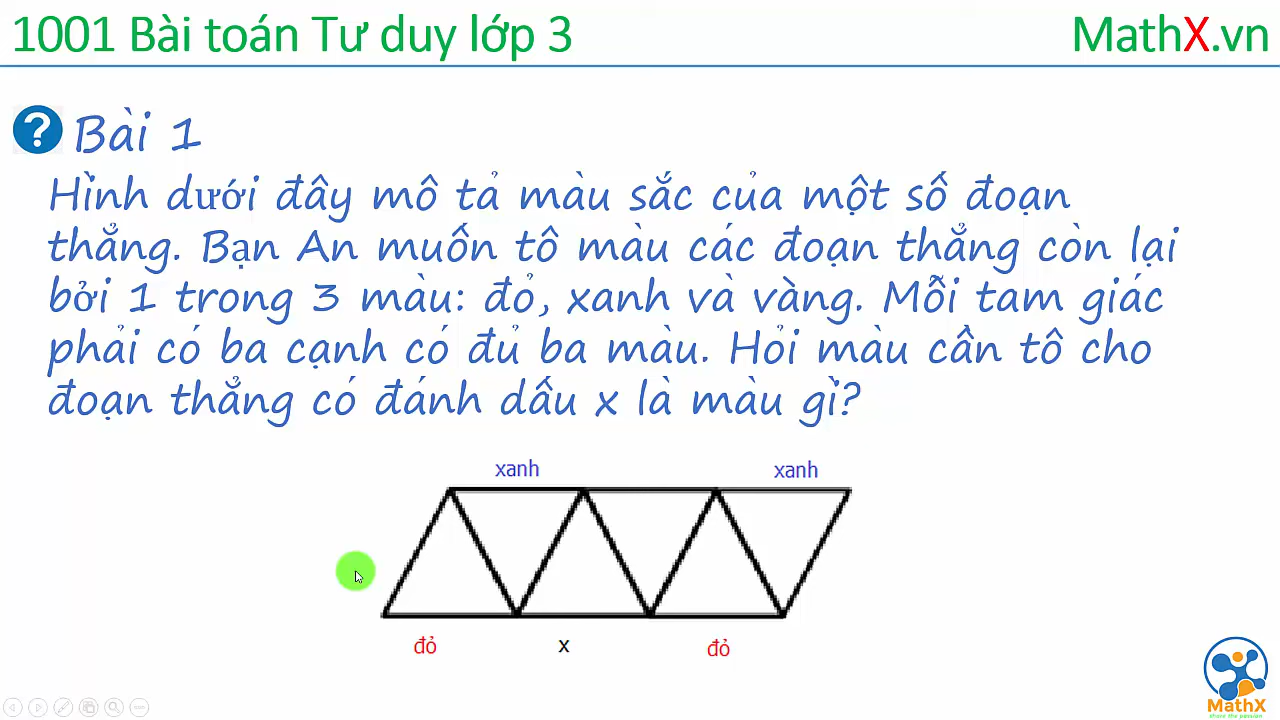 1001 Bài toán Tư duy lớp 3
MathX.vn
? Bài 1
Hình dưới đây mô tả màu sắc của một số đoạn
thẳng. Bạn An muốn tô màu các đoạn thẳng còn lại
bởi 1 trong 3 màu: đỏ, xanh và vàng. Mỗi tam giác
phải có ba cạnh có đủ ba màu. Hỏi màu cần tô cho
đoạn thẳng có đánh dấu x là màu gì?
xanh
xanh
đỏ
x
đỏ
MathX
share the passion